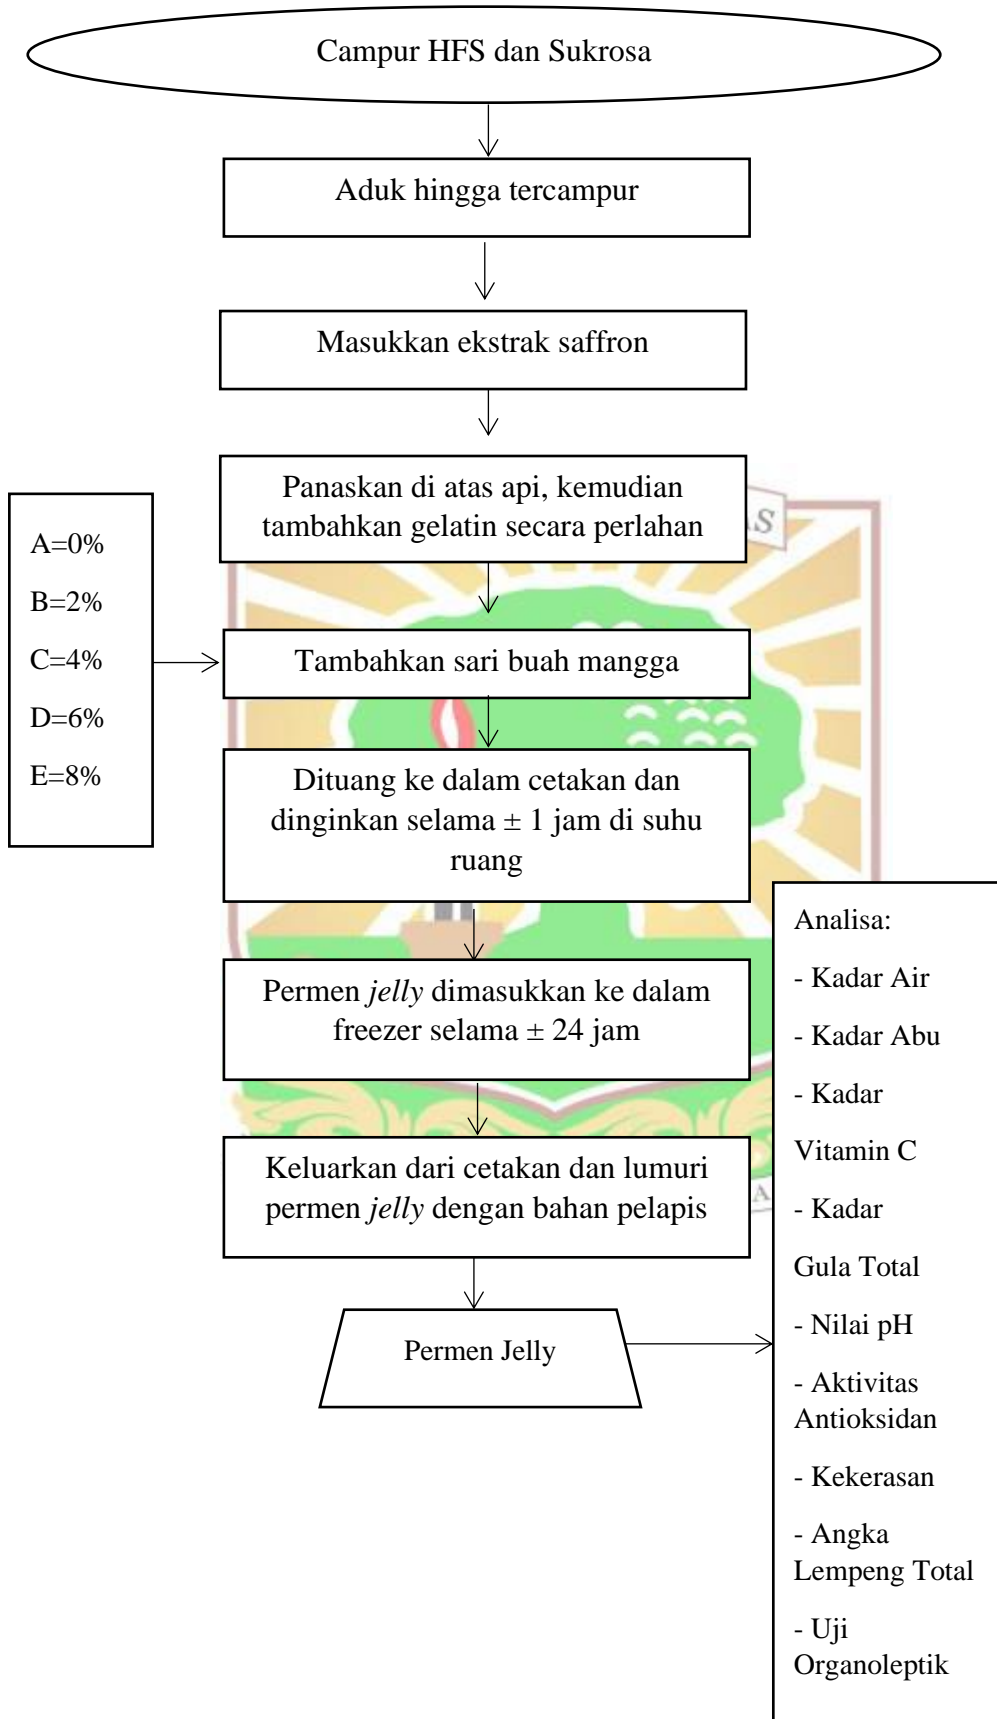 Campur HFS dan Sukrosa
Aduk hingga tercampur
Masukkan ekstrak saffron
Panaskan di atas api, kemudian
tambahkan gelatin secara perlahan
A=0%
B=2%
C=4%
D=6%
E=8%
Tambahkan sari buah mangga
Dituang ke dalam cetakan dan
dinginkan selama ± 1 jam di suhu
ruang
Permen jelly dimasukkan ke dalam
freezer selama ± 24 jam
Keluarkan dari cetakan dan lumuri
permen jelly dengan bahan pelapis
Permen Jelly
Analisa:
- Kadar Air
- Kadar Abu
- Kadar
Vitamin C
- Kadar
Gula Total
- Nilai pH
- Aktivitas
Antioksidan
- Kekerasan
- Angka
Lempeng Total
- Uji
Organoleptik